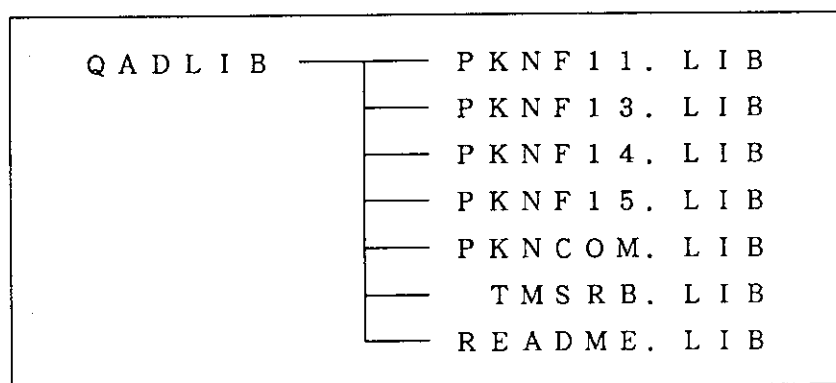 QADLIB PKNF11.LIB
PKNF13.LIB
PKNF14.LIB
PKNF15.LIB
PKNCOM.LIB
TMSRB.LIB
README.LIB